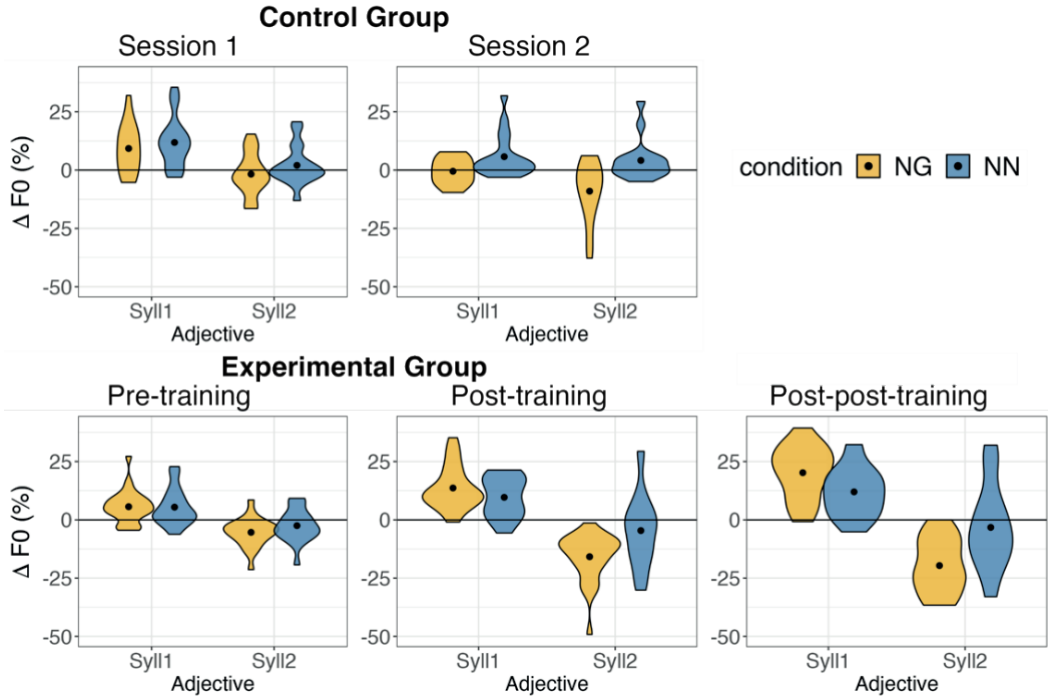 Control Group
Session 1 Session 2
Δ F0 (%)
25
0
-25
-50
Syll1 Syll2
Adjective
25
0
-25
-50
Syll1 Syll2
Adjective
condition NG NN
Experimental Group
Pre-training Post-training Post-post-training
Δ F0 (%)
25
0
-25
-50
Syll1 Syll2
Adjective
25
0
-25
-50
Syll1 Syll2
Adjective
25
0
-25
-50
Syll1 Syll2
Adjective